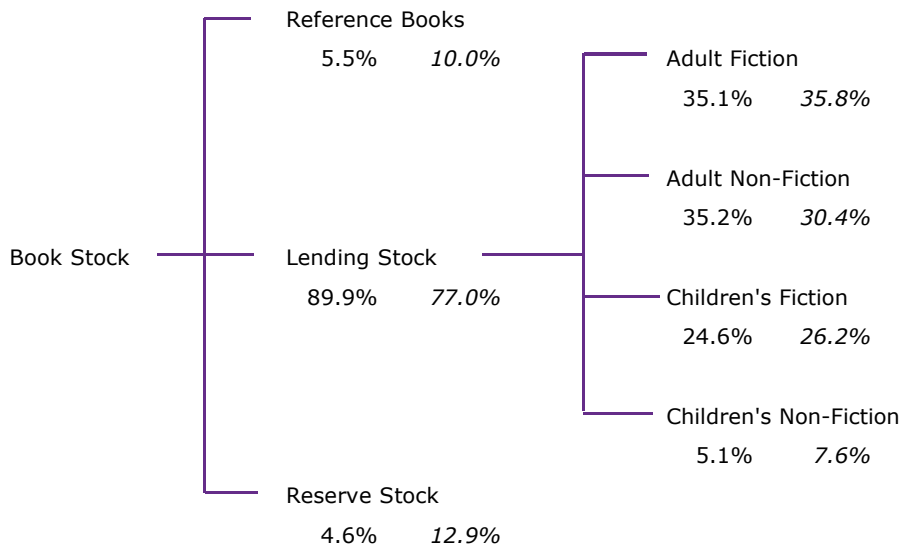 Reference Books
5.5% 10.0%
Adult Fiction
35.1% 35.8%
Adult Non-Fiction
35.2% 30.4%
Book Stock
Lending Stock
89.9% 77.0%
Children's Fiction
24.6% 26.2%
Children's Non-Fiction
5.1% 7.6%
Reserve Stock
4.6% 12.9%